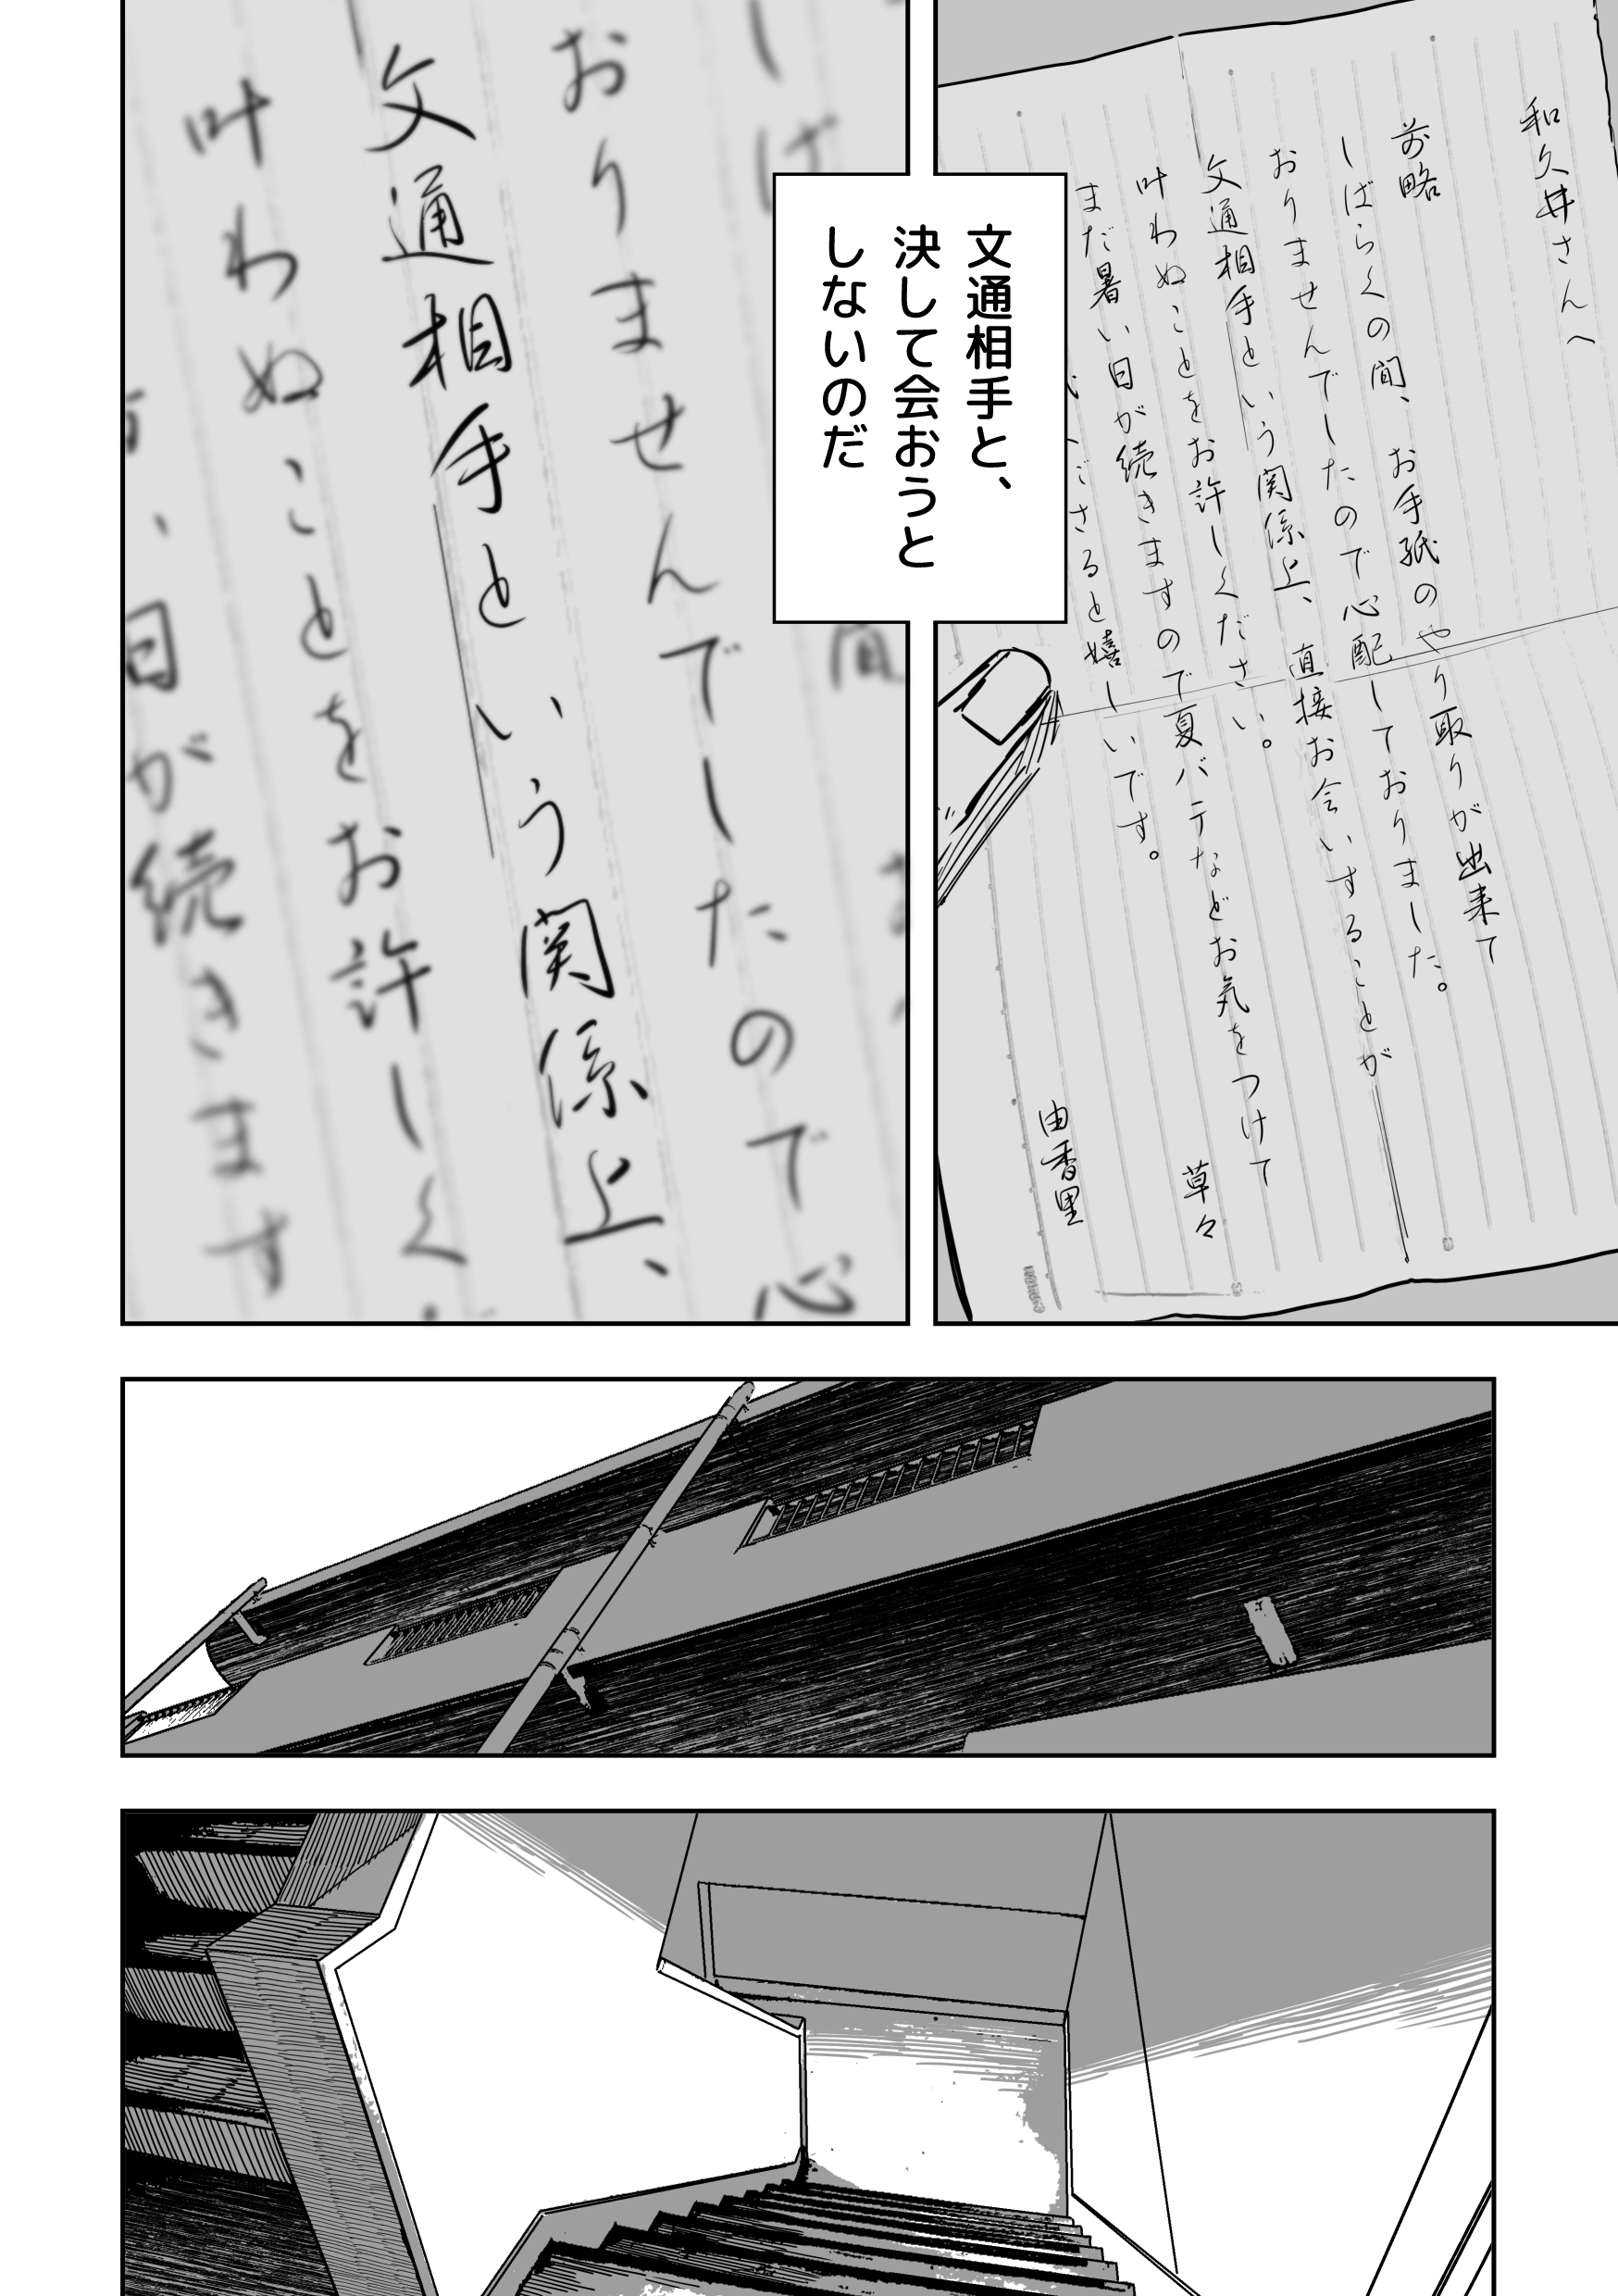 和久井さんへ
前略
しばらくの間、お手紙のやり取りが出来て
おりませんでしたので心配しておりました。
文通相手という関係上、直接お会いすることが
叶わぬことをお許しください。
まだ暑い日が続きますので夏バテなどお気をつけて
ださると嬉しいです。
草々
由香里
文通相手と、
決して会おうと
しないのだ
しば
間
おりませんでしたので心
文通相手という関係上、
叶わぬことをお許しく
日が続きます